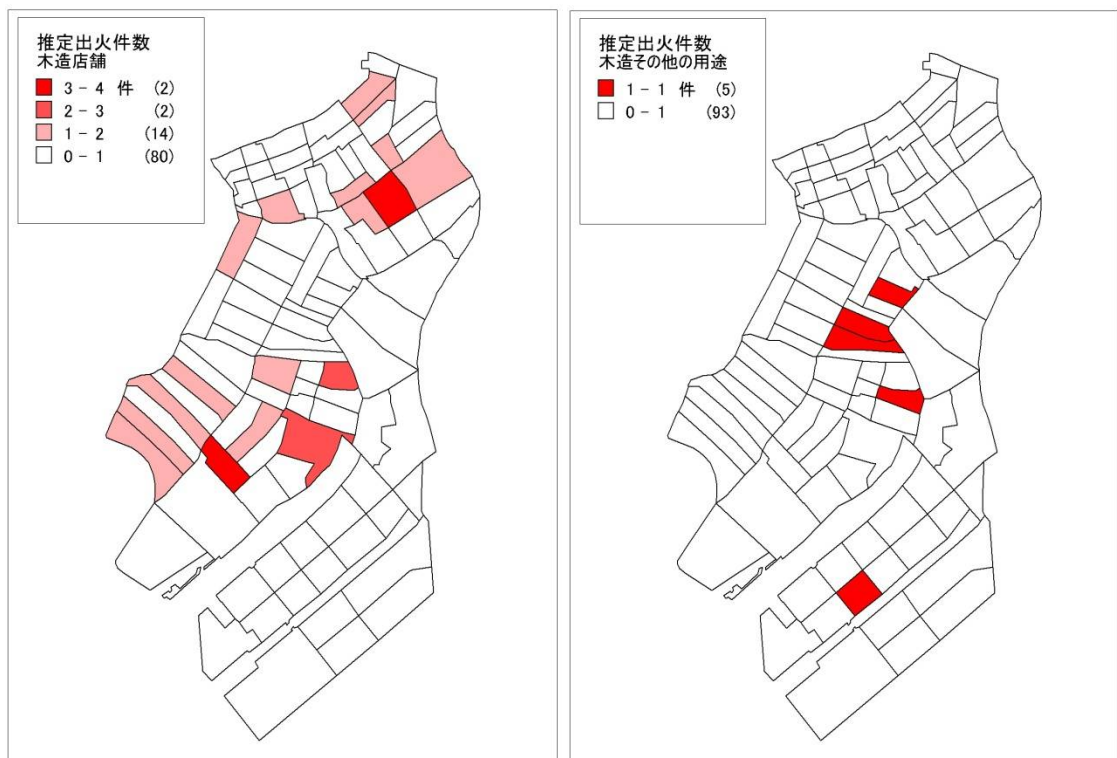 推定出火件数
木造店舗
3 - 4 件 (2)
2 - 3 (2)
1 - 2 (14)
0 - 1 (80)
推定出火件数
木造その他の用途
1 - 1 件 (5)
0 - 1 (93)